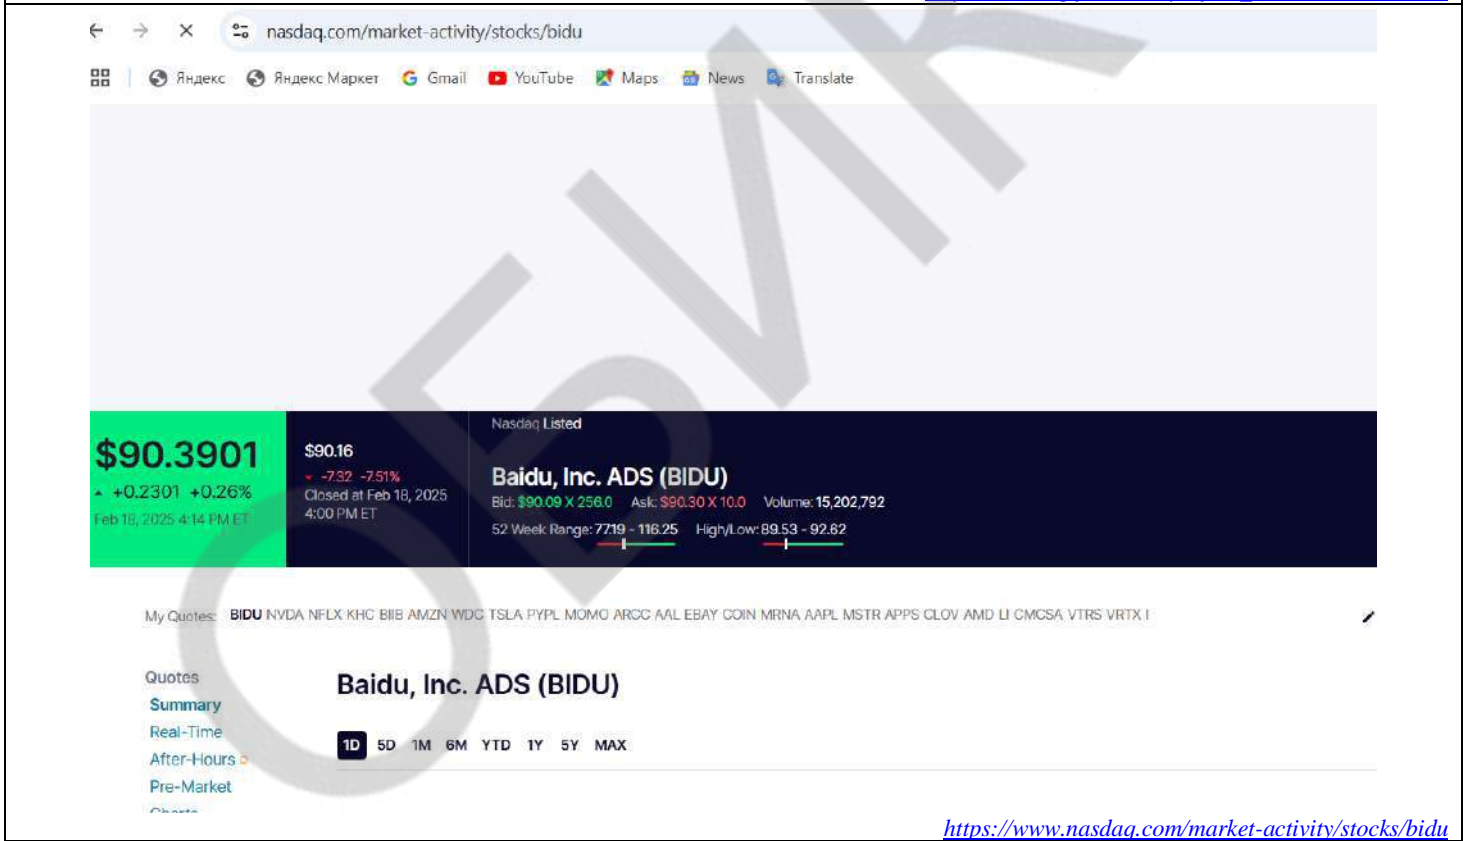 nasdaq.com/market-activity/stocks/bidu
Яндекс Яндекс Маркет Gmail YouTube Maps News Translate
$90.3901
+0.2301 +0.26%
Feb 18, 2025 4:14 PM ET
$90.16
-7.32 -7.51%
Closed at Feb 18, 2025
4:00 PM ET
Nasdaq Listed
Baidu, Inc. ADS (BIDU)
Bid: $90.09 X 256.0 Ask: $90.30 X 10.0 Volume: 15,202,792
52 Week Range: 77.19 - 116.25 High/Low: 89.53 - 92.62
My Quotes: BIDU NVDA NFLX KHC BIIB AMZN WDC TSLA PYPL MOMO ARCC AAL EBAY COIN MRNA AAPL MSTR APPS CLOV AMD LI CMCSA VTRS VRTX
Quotes
Summary
Real-Time
After-Hours
Pre-Market
Charts
Baidu, Inc. ADS (BIDU)
1D 5D 1M 6M YTD 1Y 5Y MAX
https://www.nasdaq.com/market-activity/stocks/bidu
ОБИК